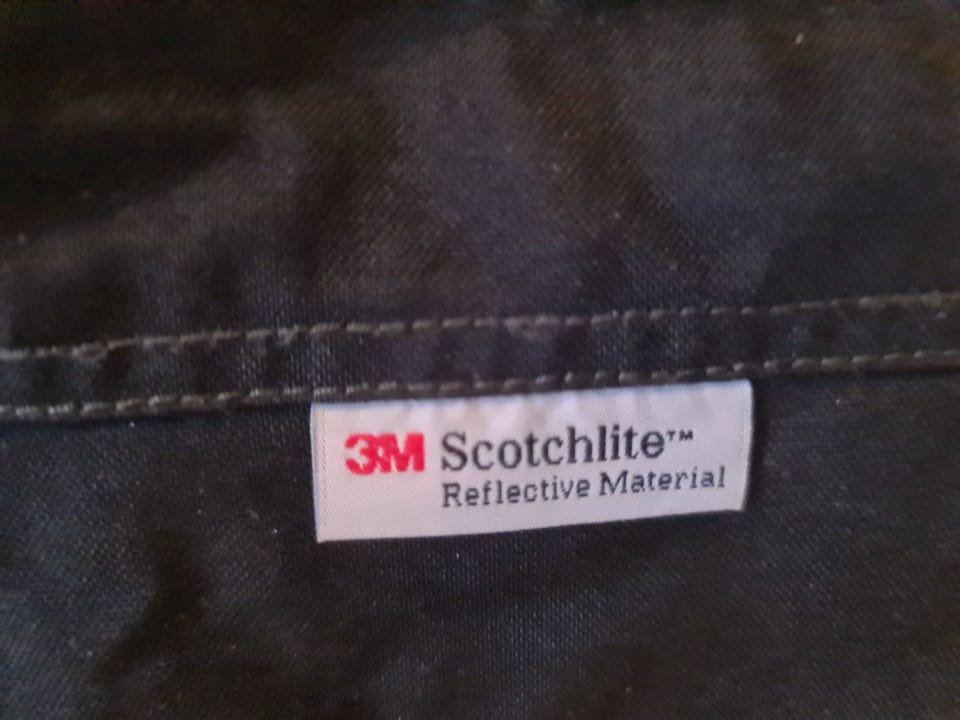 3M Scotchlite™
Reflective Material